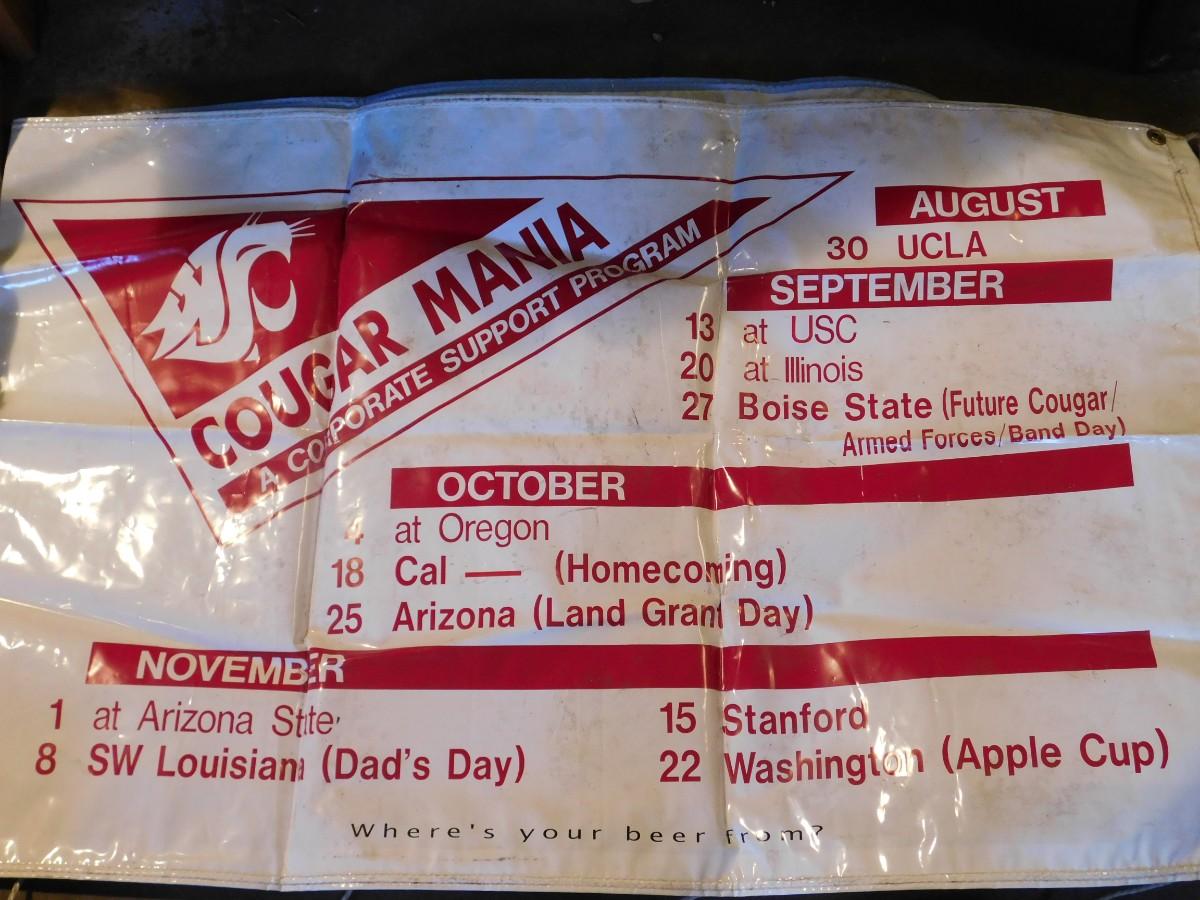 COUGAR MANIA
A CORPORATE SUPPORT PROGRAM
AUGUST
30 UCLA
SEPTEMBER
13 at USC
20 at Illinois
27 Boise State (Future Cougar/
Armed Forces/Band Day)
OCTOBER
4 at Oregon
18 Cal — (Homecoming)
25 Arizona (Land Grant Day)
NOVEMBER
1 at Arizona State
8 SW Louisiana (Dad's Day)
15 Stanford
22 Washington (Apple Cup)
Where's your beer from?